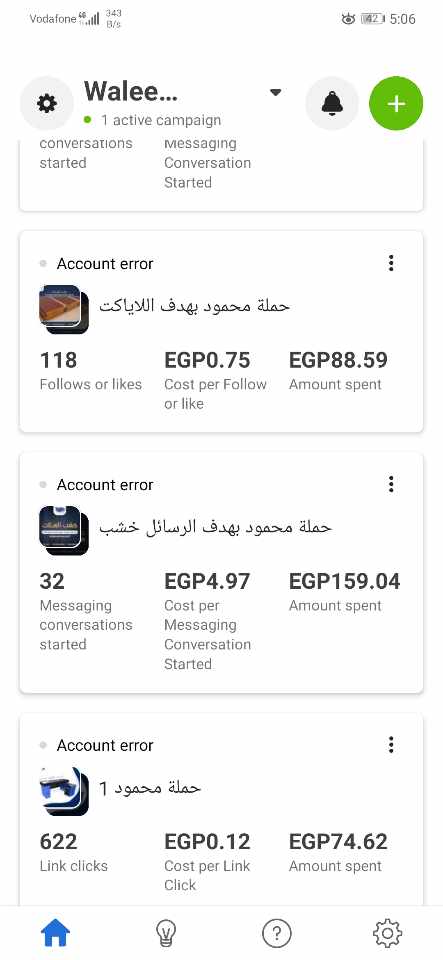 Vodafone 4G 343 B/s 42 5:06
Walee...
1 active campaign
conversations started
Messaging Conversation Started
Account error
حملة محمود بهدف اللاياكت
118 EGP0.75 EGP88.59
Follows or likes Cost per Follow or like Amount spent
Account error
حملة محمود بهدف الرسائل خشب
32 EGP4.97 EGP159.04
Messaging conversations started Cost per Messaging Conversation Started Amount spent
Account error
حملة محمود 1
622 EGP0.12 EGP74.62
Link clicks Cost per Link Click Amount spent